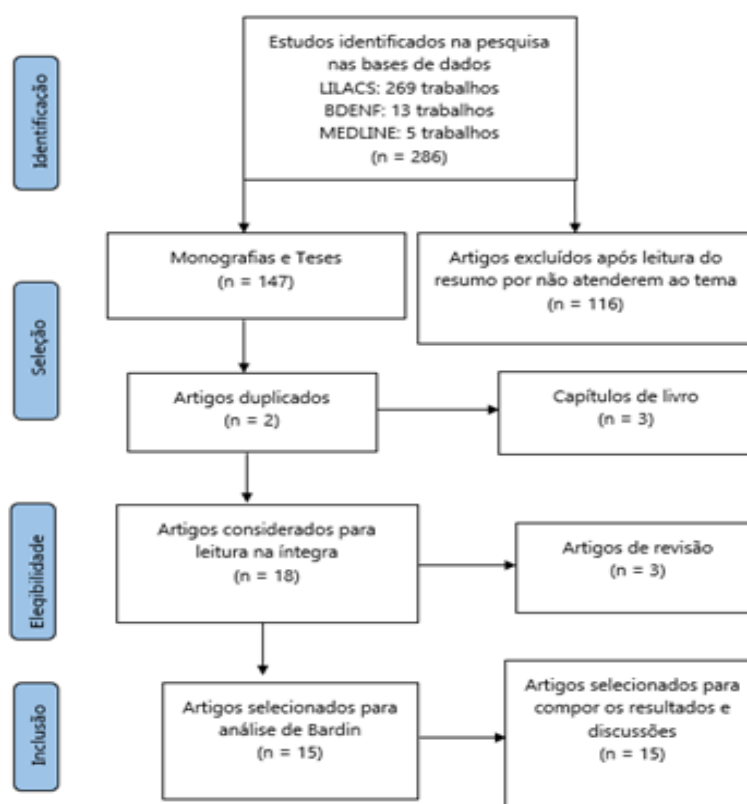 Identificação
Estudos identificados na pesquisa
nas bases de dados
LILACS: 269 trabalhos
BDENF: 13 trabalhos
MEDLINE: 5 trabalhos
(n = 286)
Seleção
Monografias e Teses
(n = 147)
Artigos excluídos após leitura do
resumo por não atenderem ao tema
(n = 116)
Artigos duplicados
(n = 2)
Capítulos de livro
(n = 3)
Elegibilidade
Artigos considerados para
leitura na íntegra
(n = 18)
Artigos de revisão
(n = 3)
Inclusão
Artigos selecionados para
análise de Bardin
(n = 15)
Artigos selecionados para
compor os resultados e
discussões
(n = 15)